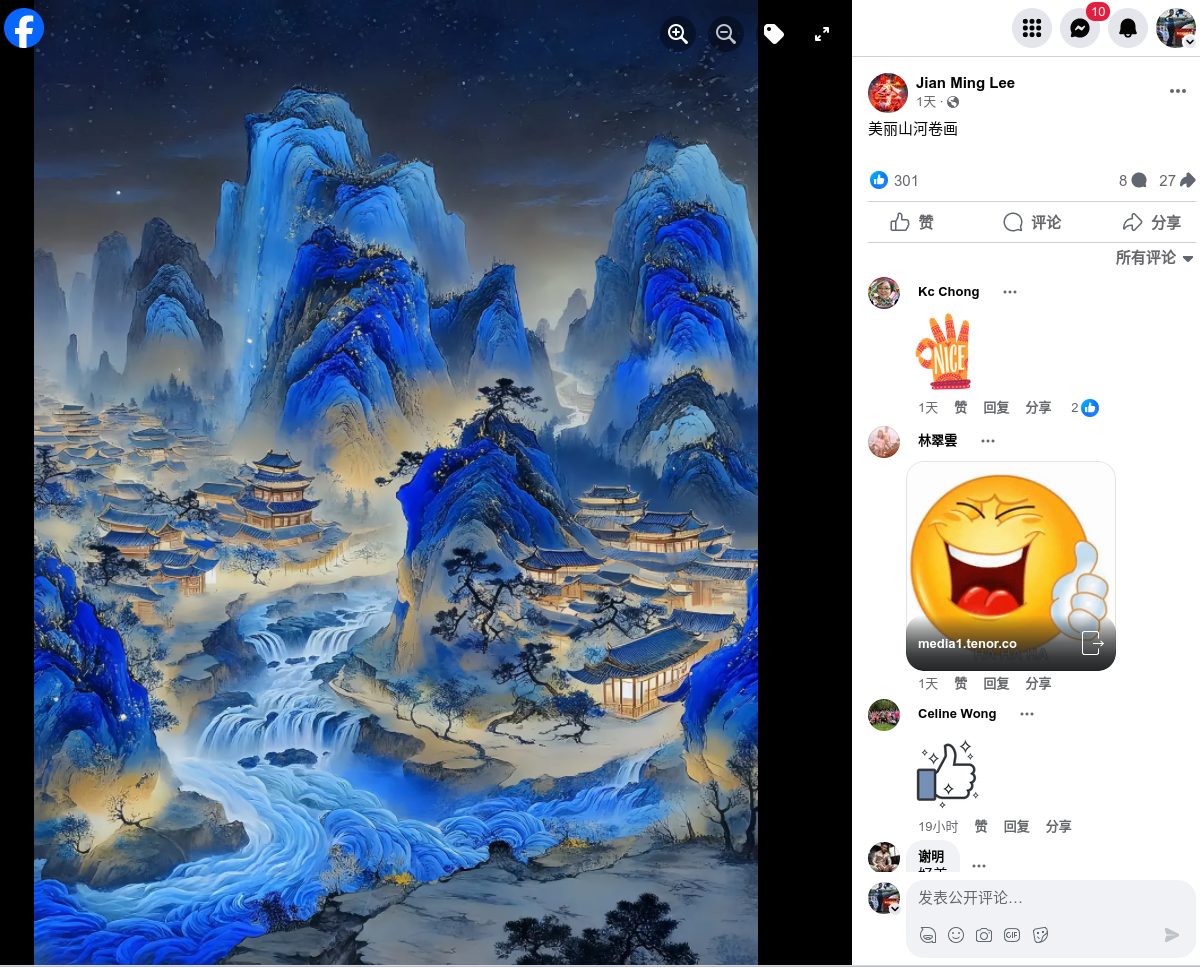 10
Jian Ming Lee
1天 ·
美丽山河卷画
301
8 27
赞 评论 分享
所有评论
Kc Chong
NICE
1天 赞 回复 分享 2
林翠雲
media1.tenor.co
1天 赞 回复 分享
Celine Wong
19小时 赞 回复 分享
谢明
发表公开评论…
GIF